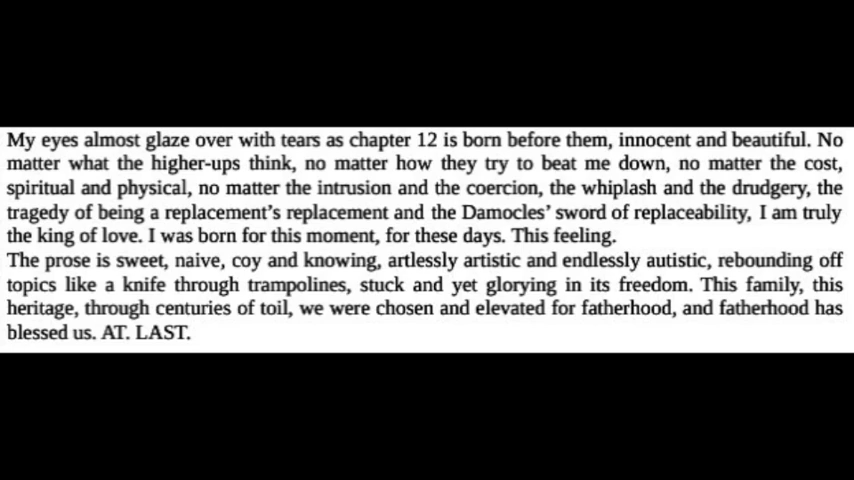 My eyes almost glaze over with tears as chapter 12 is born before them, innocent and beautiful. No
matter what the higher-ups think, no matter how they try to beat me down, no matter the cost,
spiritual and physical, no matter the intrusion and the coercion, the whiplash and the drudgery, the
tragedy of being a replacement’s replacement and the Damocles’ sword of replaceability, I am truly
the king of love. I was born for this moment, for these days. This feeling.
The prose is sweet, naive, coy and knowing, artlessly artistic and endlessly autistic, rebounding off
topics like a knife through trampolines, stuck and yet glorying in its freedom. This family, this
heritage, through centuries of toil, we were chosen and elevated for fatherhood, and fatherhood has
blessed us. AT. LAST.